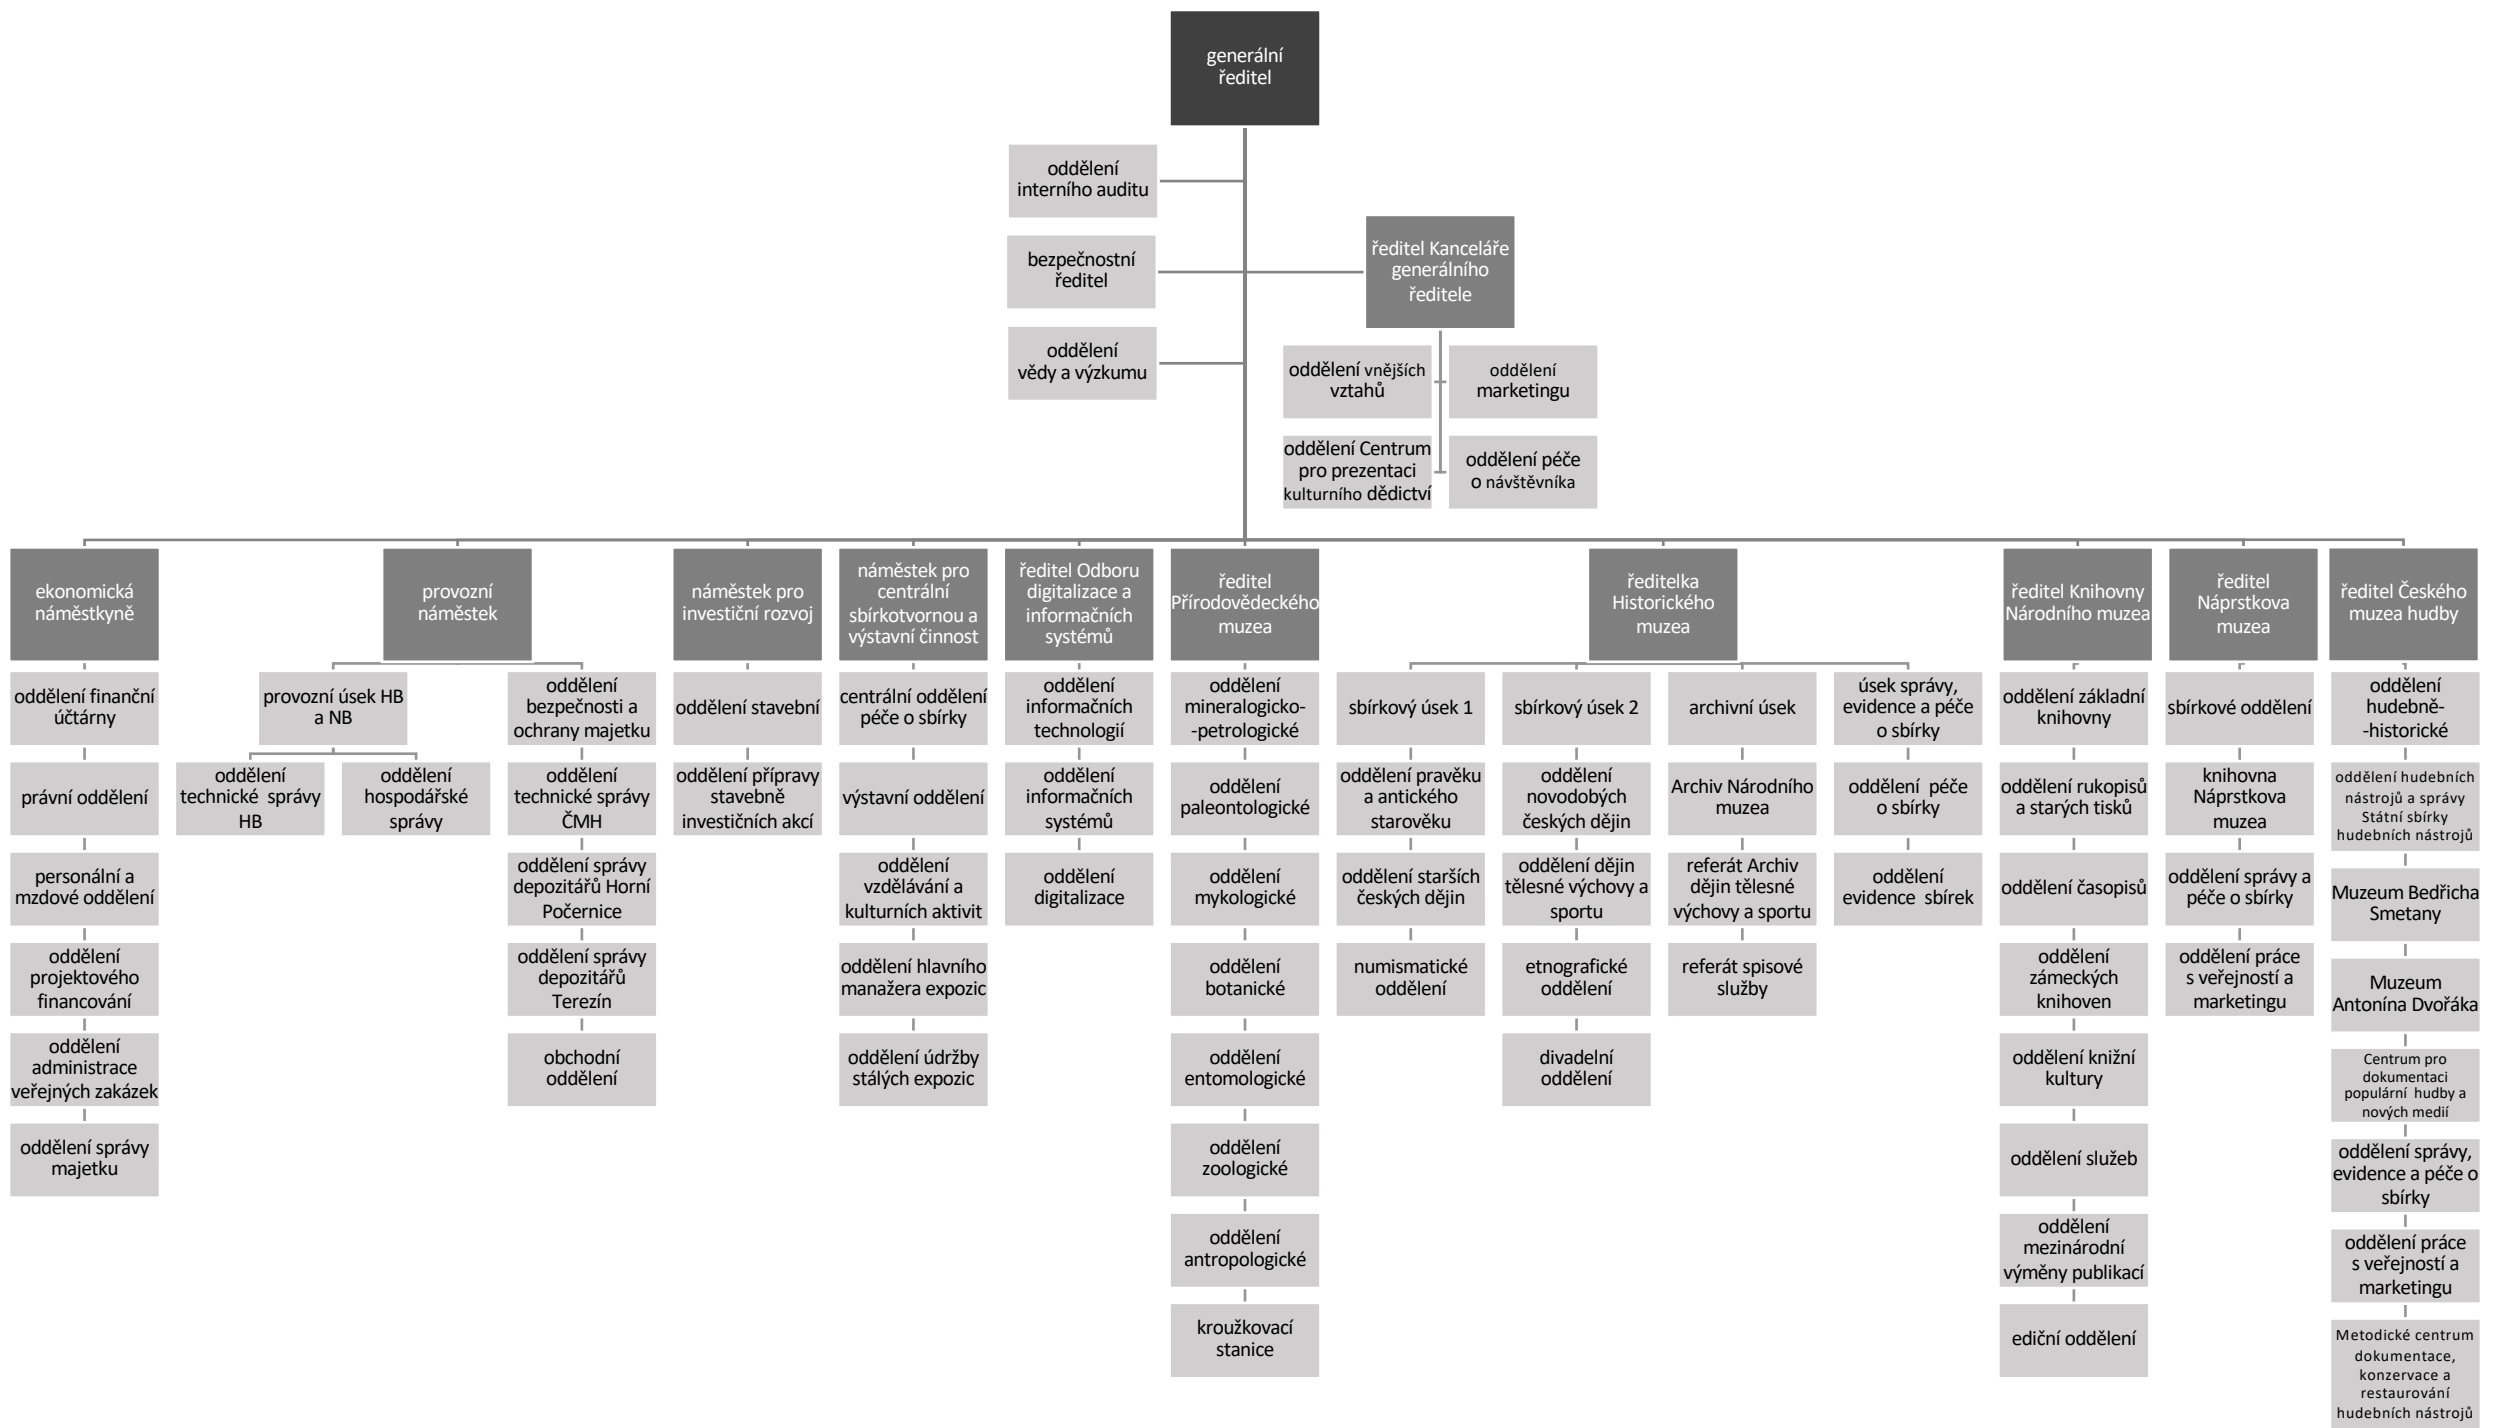 generální
ředitel
oddělení
interního auditu
bezpečnostní
ředitel
oddělení
vědy a výzkumu
ředitel Kanceláře
generálního
ředitele
oddělení vnějších
vztahů
oddělení
marketingu
oddělení Centrum
pro prezentaci
kulturního dědictví
oddělení péče
o návštěvníka
ekonomická
náměstkyně
oddělení finanční
účtárny
právní oddělení
personální a
mzdové oddělení
oddělení
projektového
financování
oddělení
administrace
veřejných zakázek
oddělení správy
majetku
provozní
náměstek
provozní úsek HB
a NB
oddělení
technické  správy
HB
oddělení
hospodářské
správy
oddělení
bezpečnosti a
ochrany majetku
oddělení
technické správy
ČMH
oddělení správy
depozitářů Horní
Počernice
oddělení správy
depozitářů
Terezín
obchodní
oddělení
náměstek pro
investiční rozvoj
oddělení stavební
oddělení přípravy
stavebně
investičních akcí
náměstek pro
centrální
sbírkotvornou a
výstavní činnost
centrální oddělení
péče o sbírky
výstavní oddělení
oddělení
vzdělávání a
kulturních aktivit
oddělení hlavního
manažera expozic
oddělení údržby
stálých expozic
ředitel Odboru
digitalizace a
informačních
systémů
oddělení
informačních
technologií
oddělení
informačních
systémů
oddělení
digitalizace
ředitel
Přírodovědeckého
muzea
oddělení
mineralogicko-
-petrologické
oddělení
paleontologické
oddělení
mykologické
oddělení
botanické
oddělení
entomologické
oddělení
zoologické
oddělení
antropologické
kroužkovací
stanice
ředitelka
Historického
muzea
sbírkový úsek 1
oddělení pravěku
a antického
starověku
oddělení starších
českých dějin
numismatické
oddělení
sbírkový úsek 2
oddělení
novodobých
českých dějin
oddělení dějin
tělesné výchovy a
sportu
etnografické
oddělení
divadelní
oddělení
archivní úsek
Archiv Národního
muzea
referát Archiv
dějin tělesné
výchovy a sportu
referát spisové
služby
úsek správy,
evidence a péče
o sbírky
oddělení  péče
o sbírky
oddělení
evidence  sbírek
ředitel Knihovny
Národního muzea
oddělení základní
knihovny
oddělení rukopisů
a starých tisků
oddělení časopisů
oddělení
zámeckých
knihoven
oddělení knižní
kultury
oddělení služeb
oddělení
mezinárodní
výměny publikací
ediční oddělení
ředitel
Náprstkova
muzea
sbírkové oddělení
knihovna
Náprstkova
muzea
oddělení správy a
péče o sbírky
oddělení práce
s veřejností a
marketingu
ředitel Českého
muzea hudby
oddělení
hudebně-
-historické
oddělení hudebních
nástrojů a správy
Státní sbírky
hudebních nástrojů
Muzeum Bedřicha
Smetany
Muzeum
Antonína Dvořáka
Centrum pro
dokumentaci
populární  hudby a
nových medií
oddělení správy,
evidence a péče o
sbírky
oddělení práce
s veřejností a
marketingu
Metodické centrum
dokumentace,
konzervace a
restaurování
hudebních nástrojů